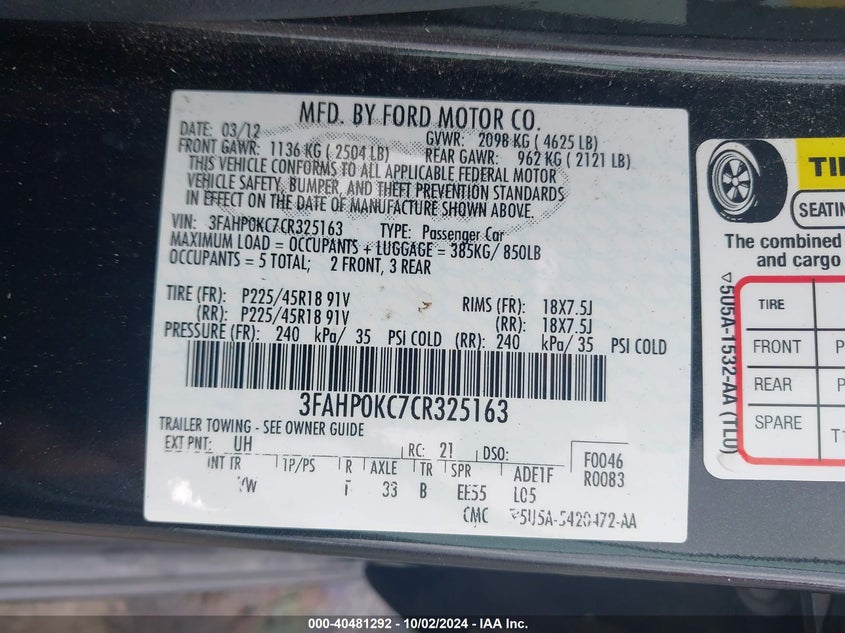 MFD. BY FORD MOTOR CO.
DATE: 03/12 GVWR: 2098 KG ( 4625 LB)
FRONT GAWR: 1136 KG ( 2504 LB) REAR GAWR: 962 KG ( 2121 LB)
THIS VEHICLE CONFORMS TO ALL APPLICABLE FEDERAL MOTOR
VEHICLE SAFETY, BUMPER, AND THEFT PREVENTION STANDARDS
IN EFFECT ON THE DATE OF MANUFACTURE SHOWN ABOVE.
VIN: 3FAHP0KC7CR325163 TYPE: Passenger Car
MAXIMUM LOAD = OCCUPANTS + LUGGAGE = 385KG/ 850LB
OCCUPANTS = 5 TOTAL; 2 FRONT, 3 REAR
TIRE (FR): P225/45R18 91V RIMS (FR): 18X7.5J
(RR): P225/45R18 91V (RR): 18X7.5J
PRESSURE (FR): 240 kPa/ 35 PSI COLD (RR): 240 kPa/ 35 PSI COLD
3FAHP0KC7CR325163
TRAILER TOWING - SEE OWNER GUIDE
EXT PNT: UH RC: 21 DSO: F0046
R0083
INT TR TP/PS R AXLE TR SPR ADE1F
VW 33 B EE55 L05
CMC 5U5A-5420472-AA
SEATIN
The combined
and cargo
TIRE
FRONT P
REAR P
SPARE T1
505A-1532-AA (TLU)
000-40481292 - 10/02/2024 - IAA Inc.